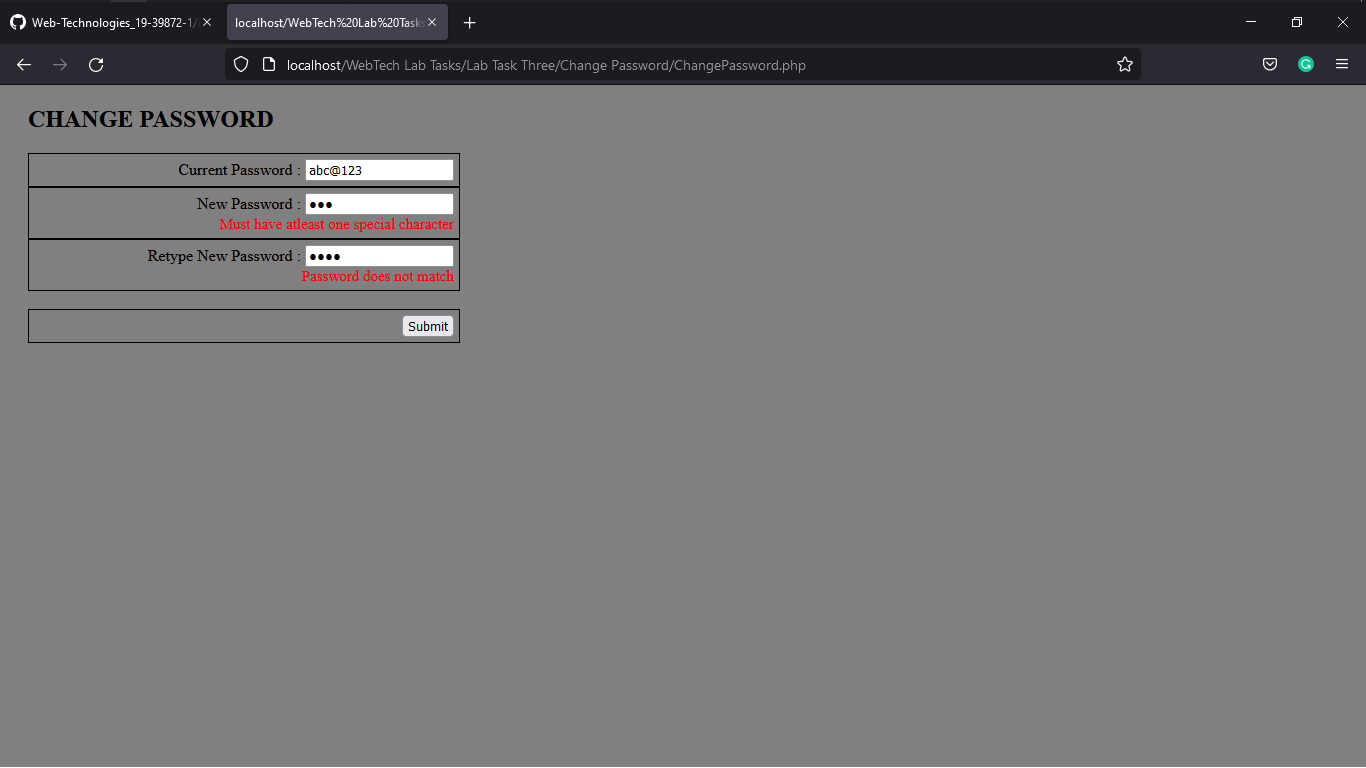 Web-Technologies_19-39872-1/
localhost/WebTech%20Lab%20Tasks
localhost/WebTech Lab Tasks/Lab Task Three/Change Password/ChangePassword.php
CHANGE PASSWORD
Current Password : abc@123
New Password : ●●●
Must have atleast one special character
Retype New Password : ●●●●
Password does not match
Submit